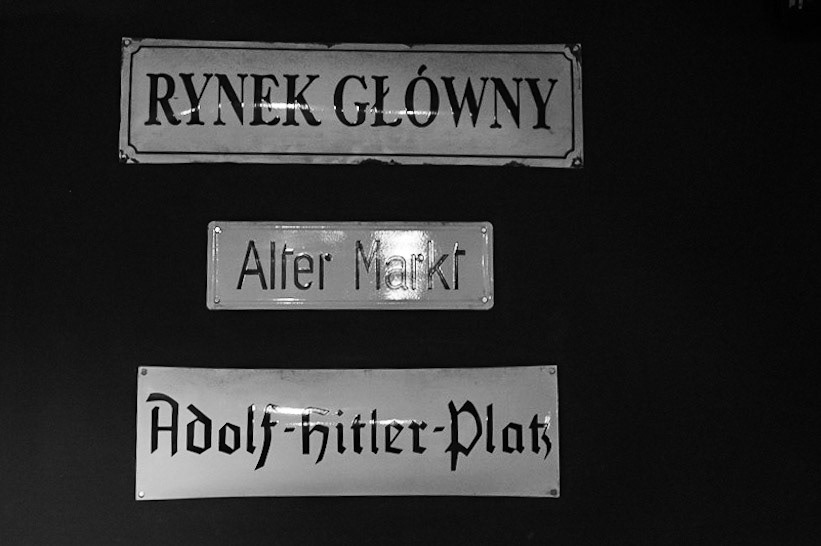 RYNEK GŁÓWNY
Alter Markt
Adolf-Hitler-Platz